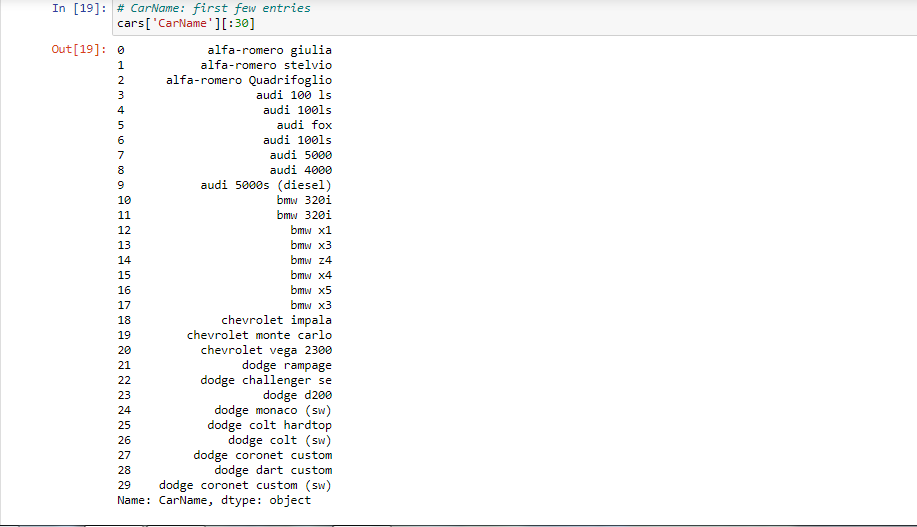 In [19]: # CarName: first few entries
cars['CarName'][:30]
Out[19]: 0 alfa-romero giulia
1 alfa-romero stelvio
2 alfa-romero Quadrifoglio
3 audi 100 ls
4 audi 100ls
5 audi fox
6 audi 100ls
7 audi 5000
8 audi 4000
9 audi 5000s (diesel)
10 bmw 320i
11 bmw 320i
12 bmw x1
13 bmw x3
14 bmw z4
15 bmw x4
16 bmw x5
17 bmw x3
18 chevrolet impala
19 chevrolet monte carlo
20 chevrolet vega 2300
21 dodge rampage
22 dodge challenger se
23 dodge d200
24 dodge monaco (sw)
25 dodge colt hardtop
26 dodge colt (sw)
27 dodge coronet custom
28 dodge dart custom
29 dodge coronet custom (sw)
Name: CarName, dtype: object